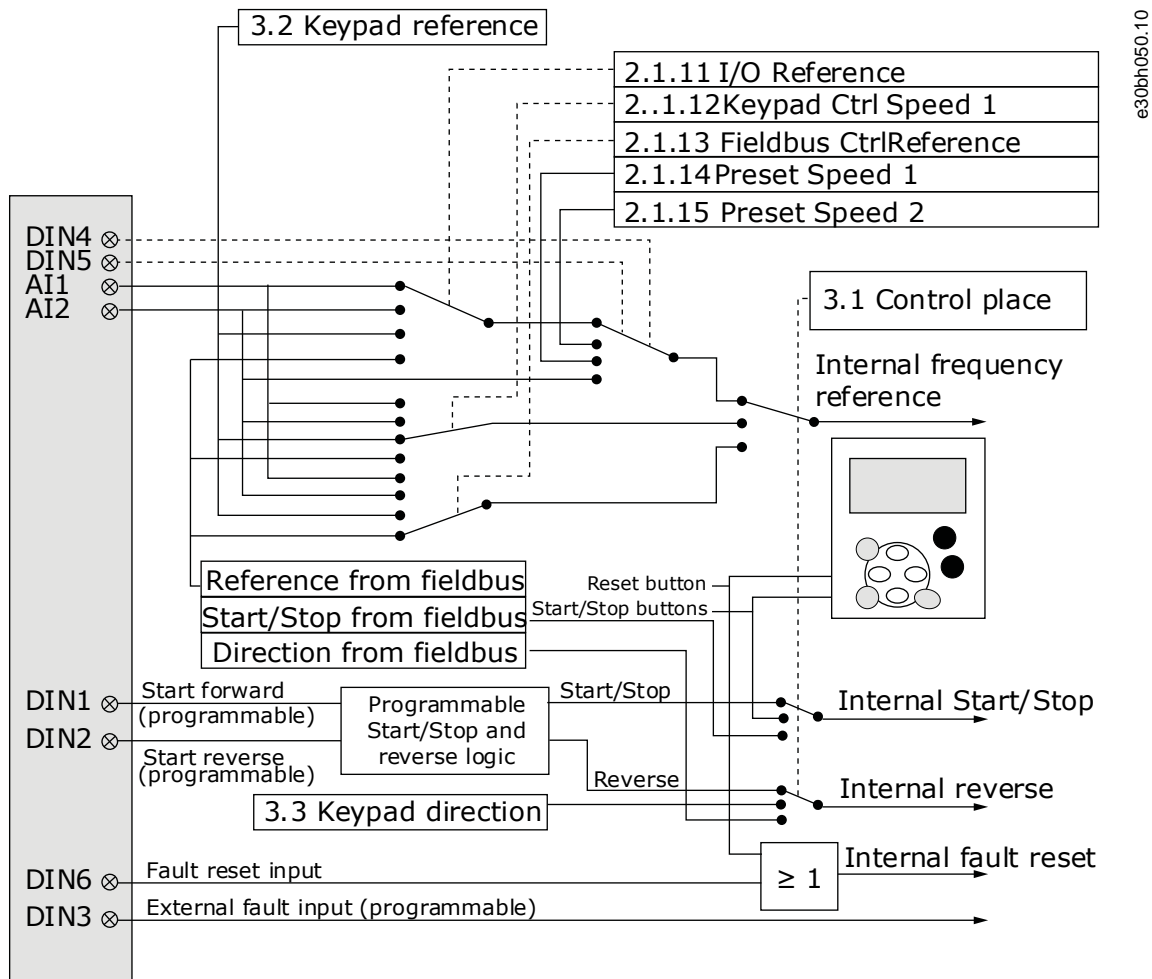 3.2 Keypad reference
e30bh050.10
2.1.11 I/O Reference
2..1.12Keypad Ctrl Speed 1
2.1.13 Fieldbus CtrlReference
2.1.14Preset Speed 1
2.1.15 Preset Speed 2
DIN4
DIN5
AI1
AI2
3.1 Control place
Internal frequency
reference
Reference from fieldbus
Start/Stop from fieldbus
Direction from fieldbus
Reset button
Start/Stop buttons
DIN1
Start forward
(programmable)
DIN2
Start reverse
(programmable)
Programmable
Start/Stop and
reverse logic
Start/Stop
Internal Start/Stop
Reverse
Internal reverse
3.3 Keypad direction
DIN6
Fault reset input
≥ 1
Internal fault reset
DIN3
External fault input (programmable)